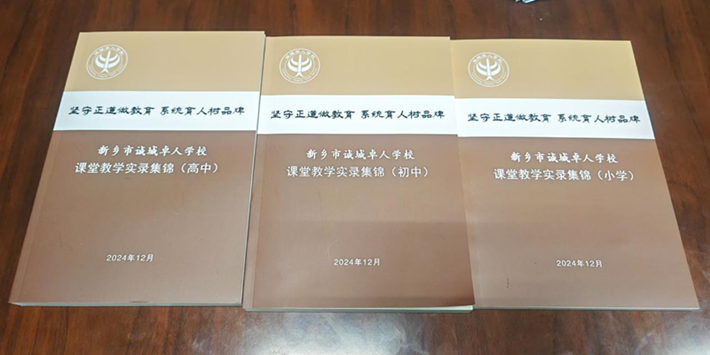 坚守正道做教育 系统育人树品牌
新乡市诚城卓人学校
课堂教学实录集锦（高中）
2024年12月
坚守正道做教育 系统育人树品牌
新乡市诚城卓人学校
课堂教学实录集锦（初中）
2024年12月
坚守正道做教育 系统育人树品牌
新乡市诚城卓人学校
课堂教学实录集锦（小学）
2024年12月